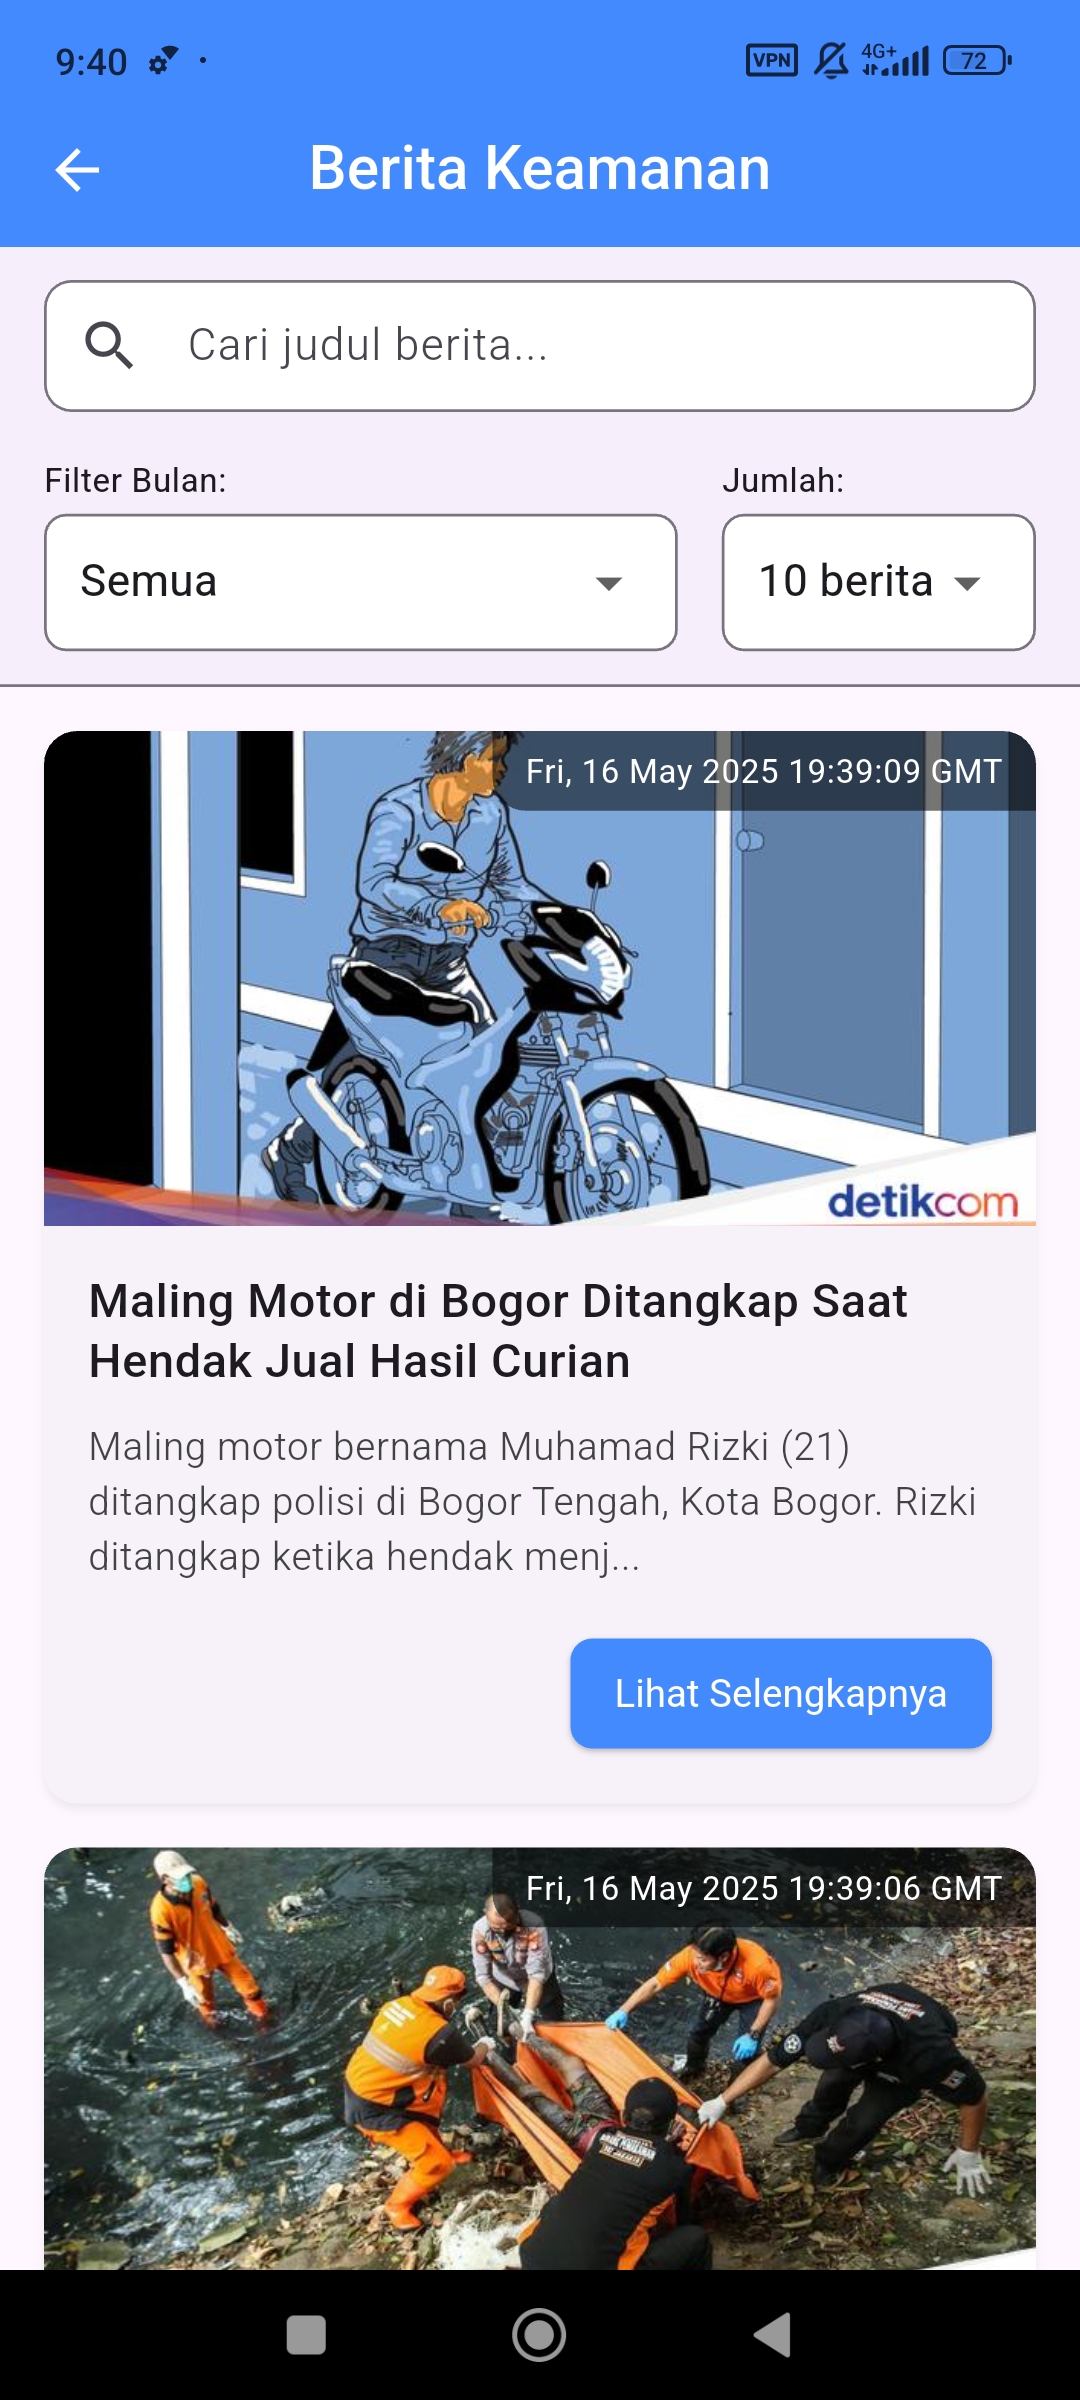 9:40
VPN
4G+
72
Berita Keamanan
Cari judul berita...
Filter Bulan:
Jumlah:
Semua
10 berita
Fri, 16 May 2025 19:39:09 GMT
detikcom
Maling Motor di Bogor Ditangkap Saat
Hendak Jual Hasil Curian
Maling motor bernama Muhamad Rizki (21)
ditangkap polisi di Bogor Tengah, Kota Bogor. Rizki
ditangkap ketika hendak menj...
Lihat Selengkapnya
Fri, 16 May 2025 19:39:06 GMT